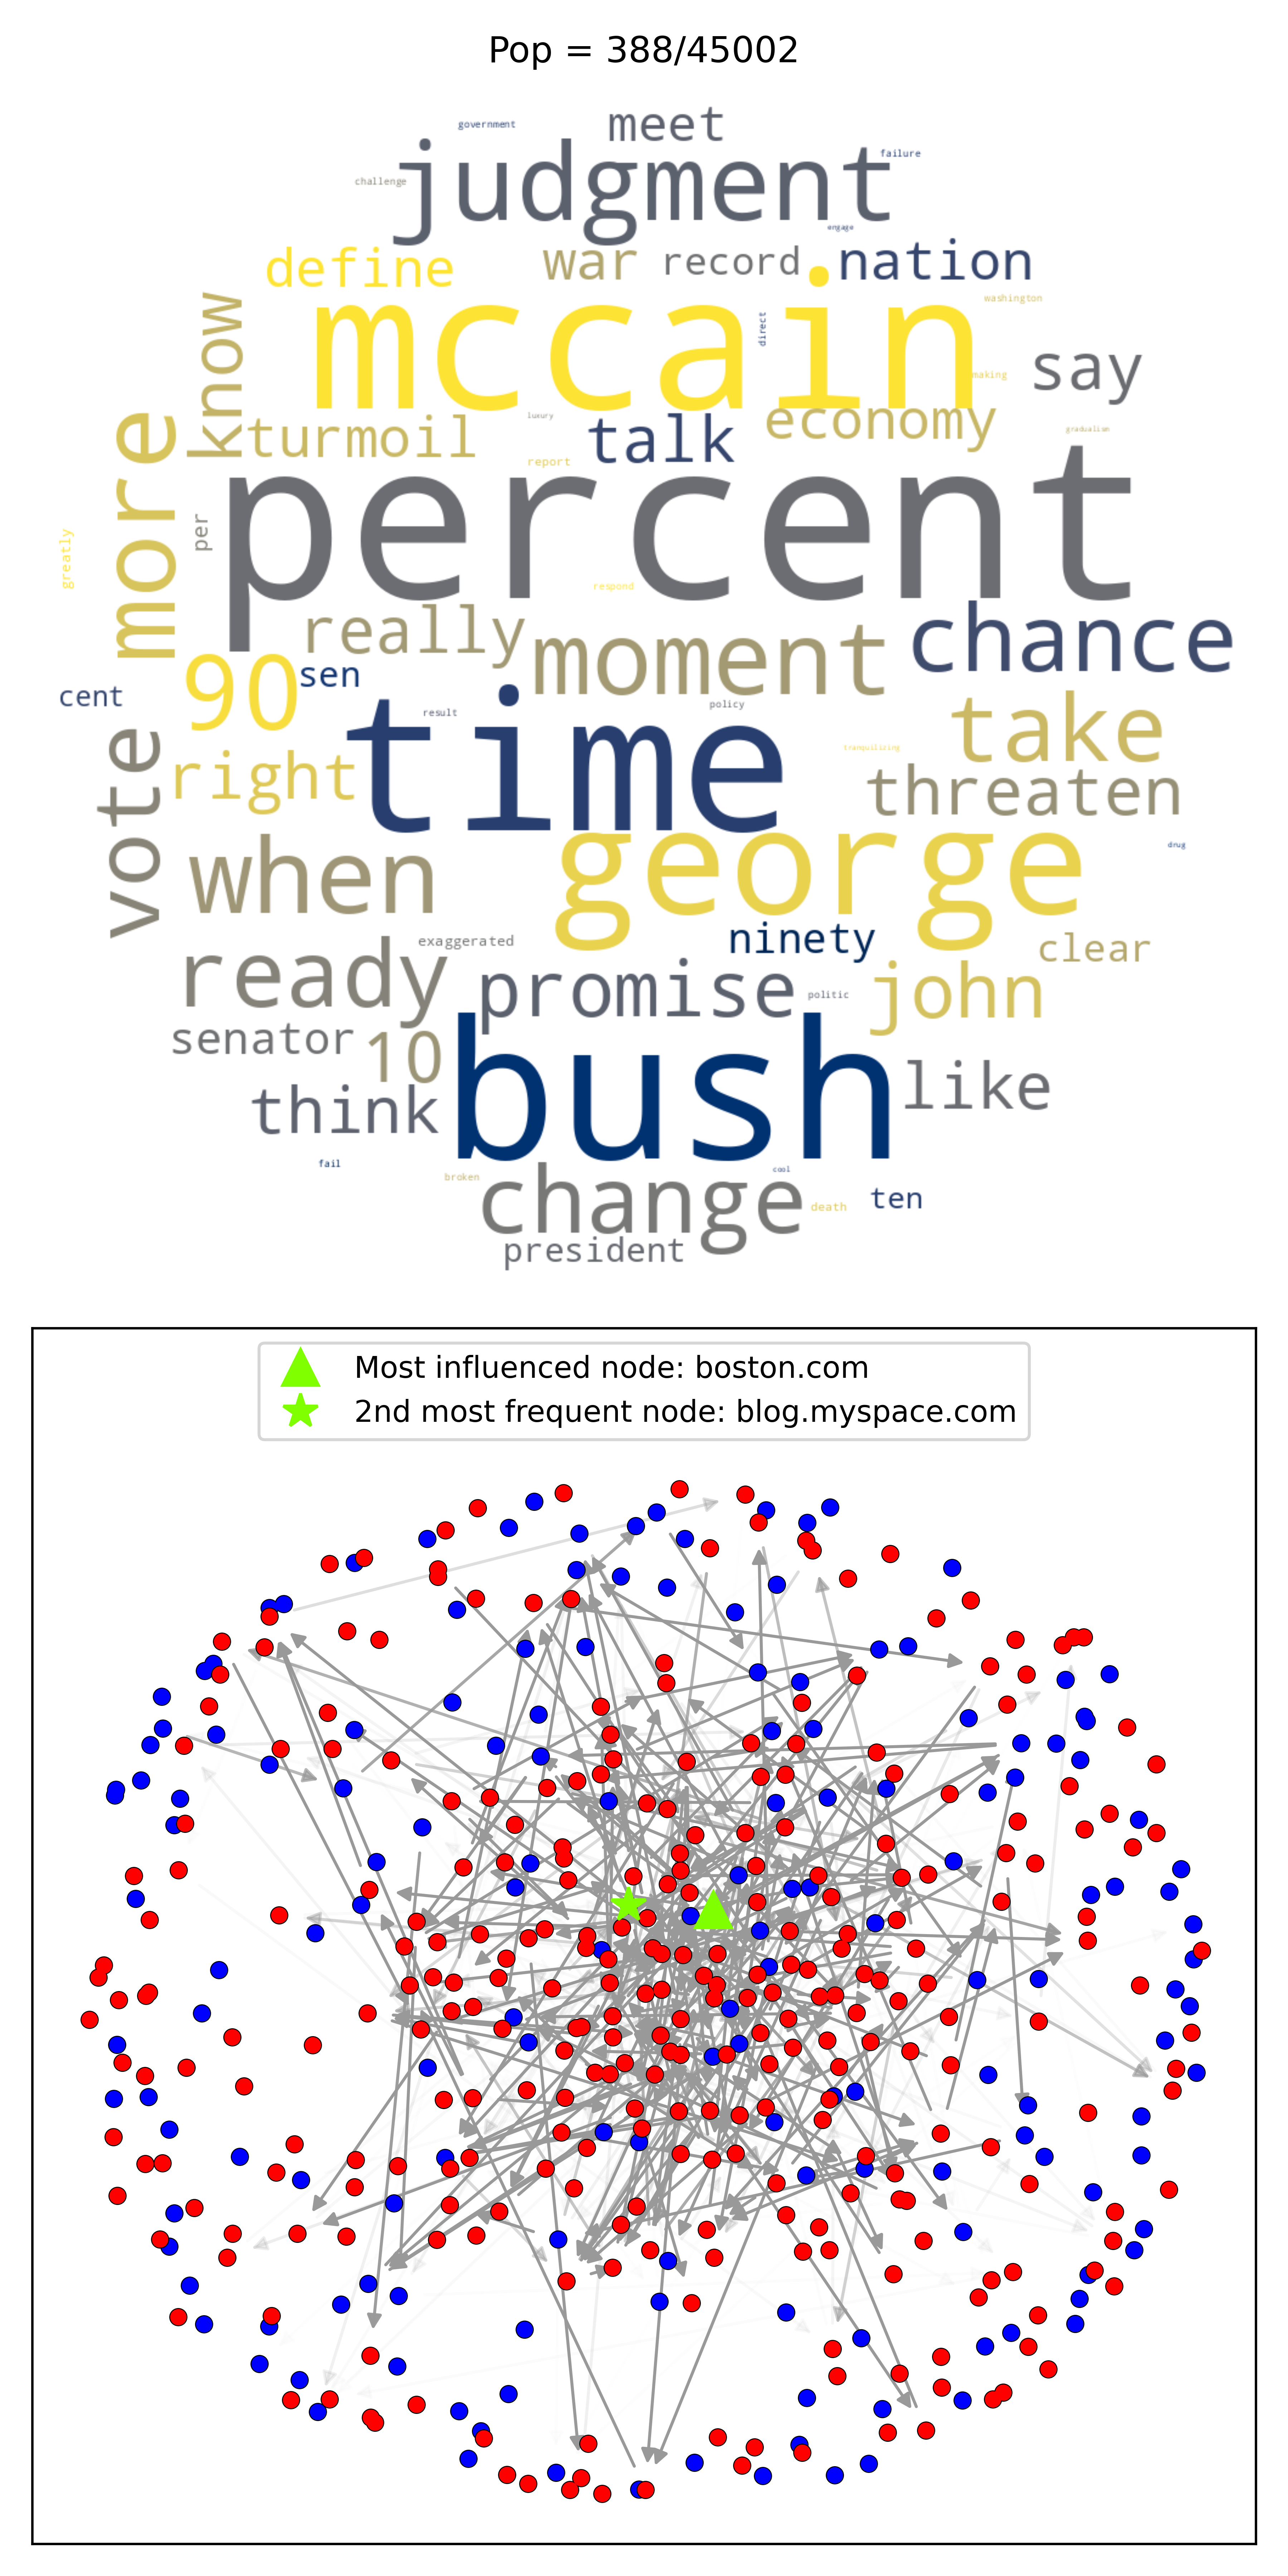 Pop = 388/45002
government
meet
judgment
failure
challenge
engage
define
war
record
nation
know
mccain
washington
direct
say
making
more
turmoil
luxury
talk
economy
gradualism
report
percent
per
greatly
respond
really
moment
chance
90
sen
cent
time
result
policy
take
vote
right
tranquilizing
threaten
when
george
drug
ready
exaggerated
ninety
clear
promise
politic
john
senator
10
bush
like
think
fail
broken
change
cool
death
ten
president
Most influenced node: boston.com
2nd most frequent node: blog.myspace.com